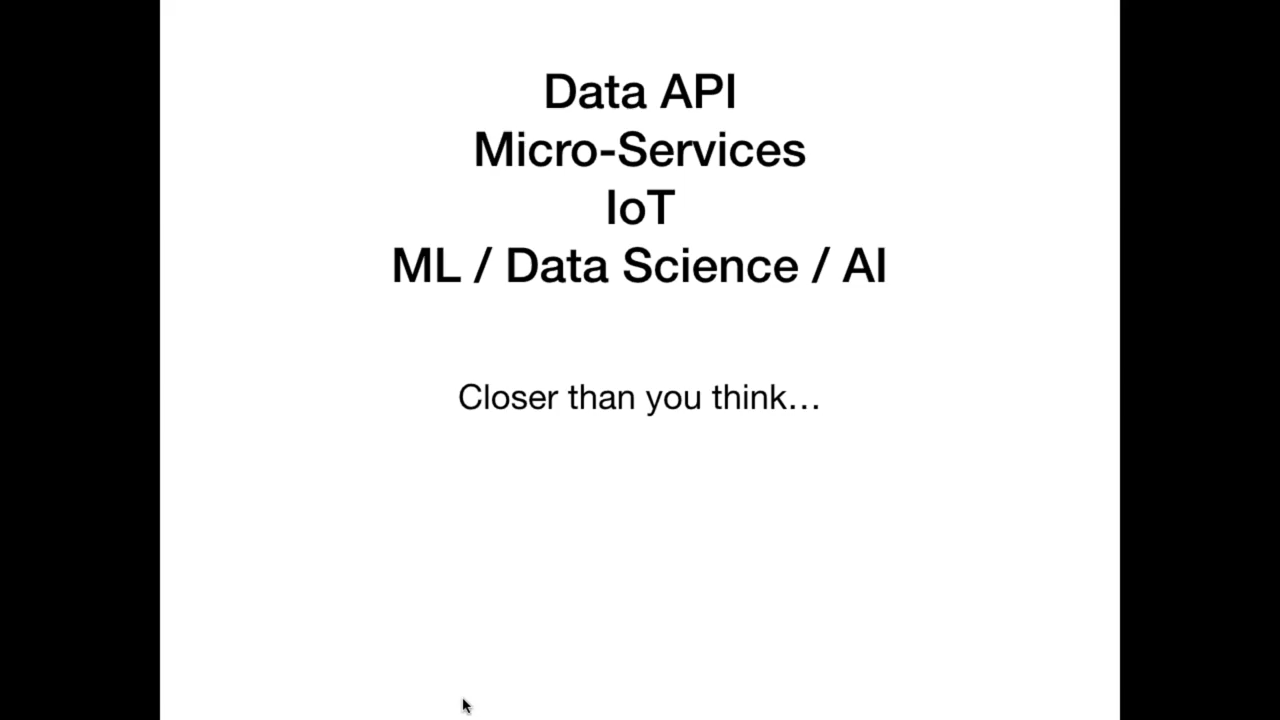 Data API
Micro-Services
IoT
ML / Data Science / AI
Closer than you think…